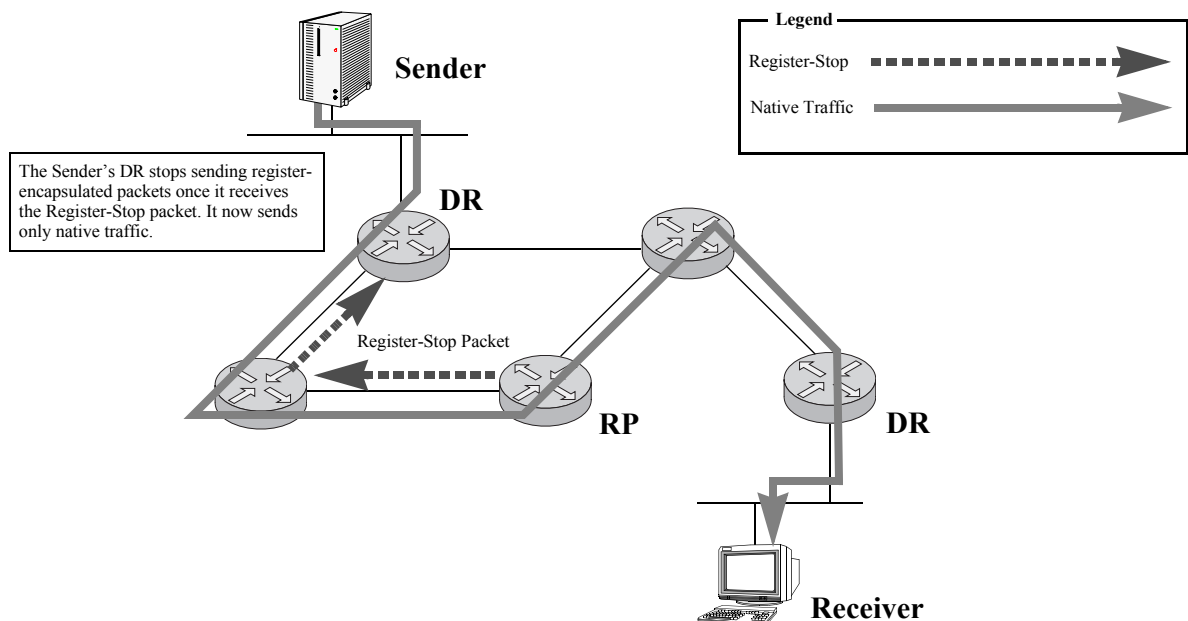 Legend
Register-Stop
Native Traffic
Sender
The Sender’s DR stops sending register-
encapsulated packets once it receives
the Register-Stop packet. It now sends
only native traffic.
DR
Register-Stop Packet
RP
DR
Receiver